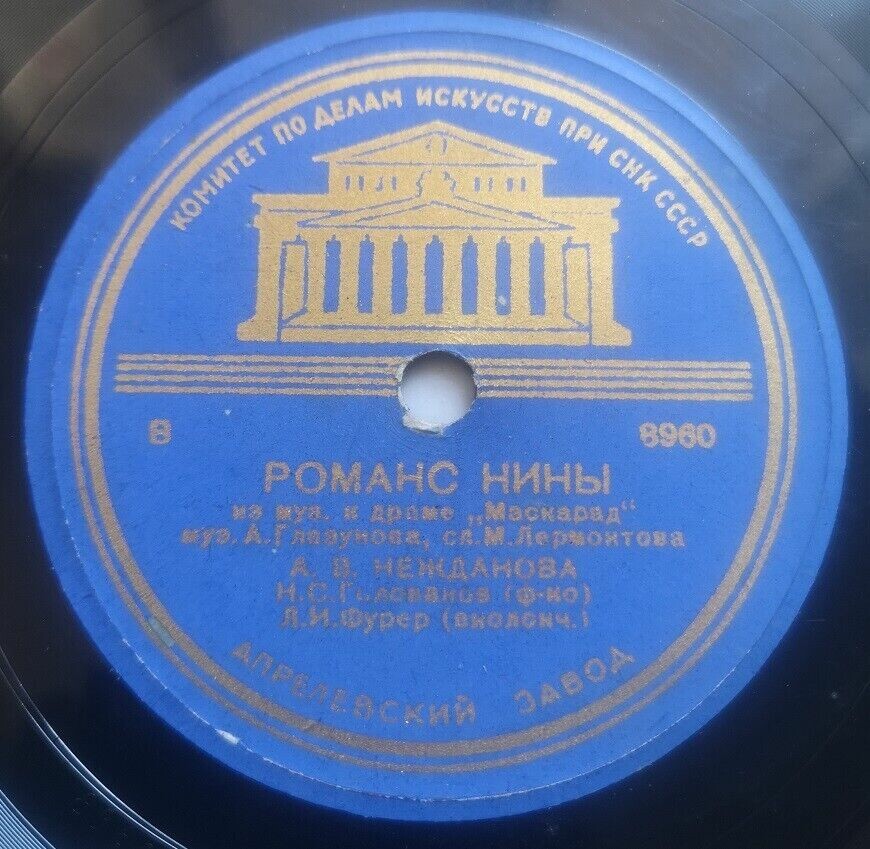 КОМИТЕТ ПО ДЕЛАМ ИСКУССТВ ПРИ СНК СССР
В 8960
РОМАНС НИНЫ
из муз. к драме „Маскарад"
муз. А. Глазунова, сл. М. Лермонтова
А. В. НЕЖДАНОВА
Н. С. Голованов (ф-но)
Л. И. Фурер (виолонч.)
АПРЕЛЕВСКИЙ ЗАВОД